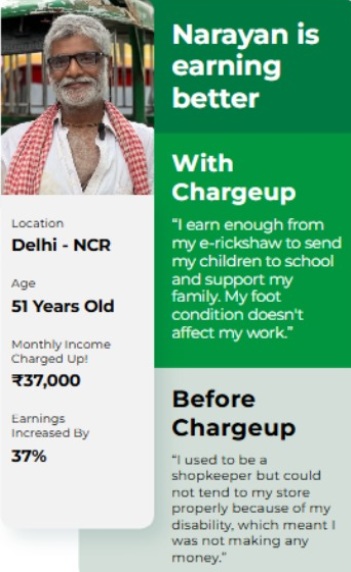 Narayan is
earning
better
With
Chargeup
“I earn enough from
my e-rickshaw to send
my children to school
and support my
family. My foot
condition doesn't
affect my work.”
Location
Delhi - NCR
Age
51 Years Old
Monthly Income
Charged Up!
₹37,000
Earnings
Increased By
37%
Before
Chargeup
“I used to be a
shopkeeper but could
not tend to my store
properly because of my
disability, which meant I
was not making any
money.”